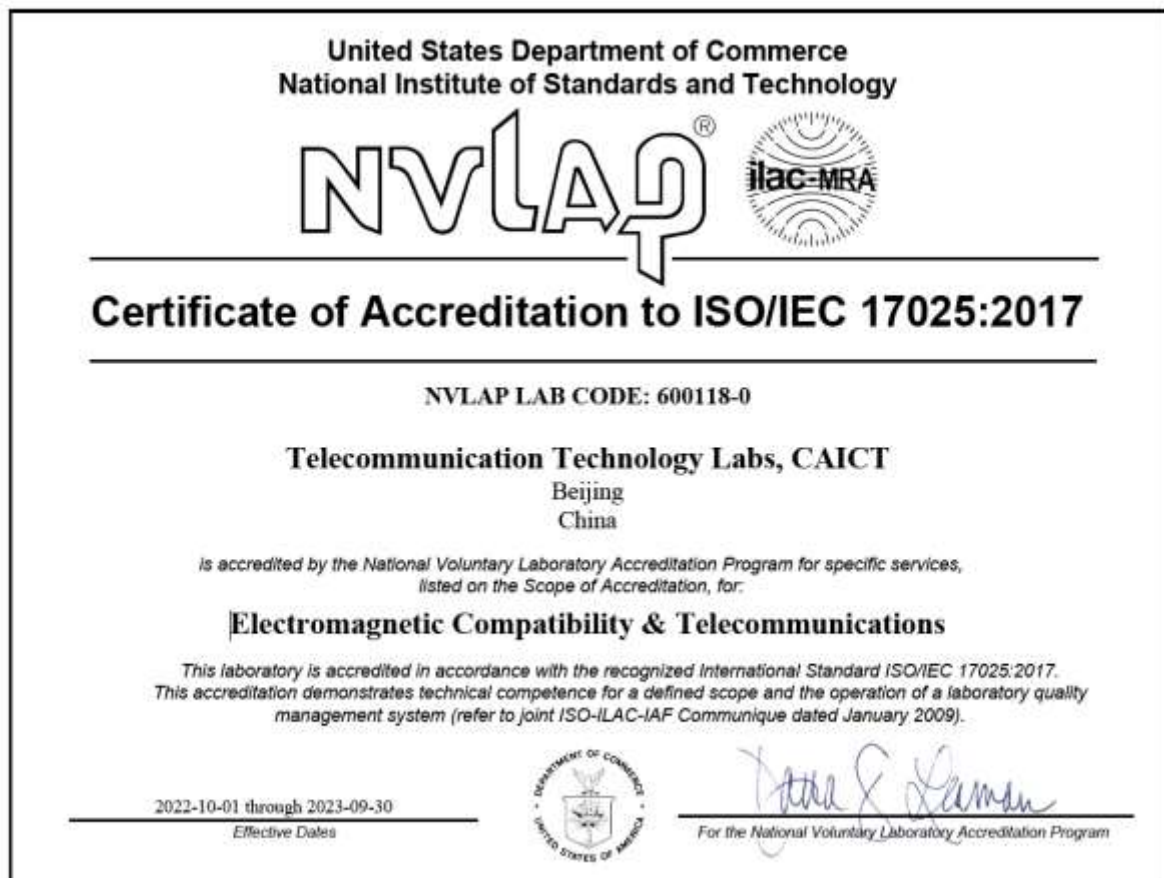 United States Department of Commerce
National Institute of Standards and Technology
NVLAP®
ilac-MRA
Certificate of Accreditation to ISO/IEC 17025:2017
NVLAP LAB CODE: 600118-0
Telecommunication Technology Labs, CAICT
Beijing
China
is accredited by the National Voluntary Laboratory Accreditation Program for specific services,
listed on the Scope of Accreditation, for:
Electromagnetic Compatibility & Telecommunications
This laboratory is accredited in accordance with the recognized International Standard ISO/IEC 17025:2017.
This accreditation demonstrates technical competence for a defined scope and the operation of a laboratory quality
management system (refer to joint ISO-ILAC-IAF Communique dated January 2009).
2022-10-01 through 2023-09-30
Effective Dates
DEPARTMENT OF COMMERCE
UNITED STATES OF AMERICA
For the National Voluntary Laboratory Accreditation Program